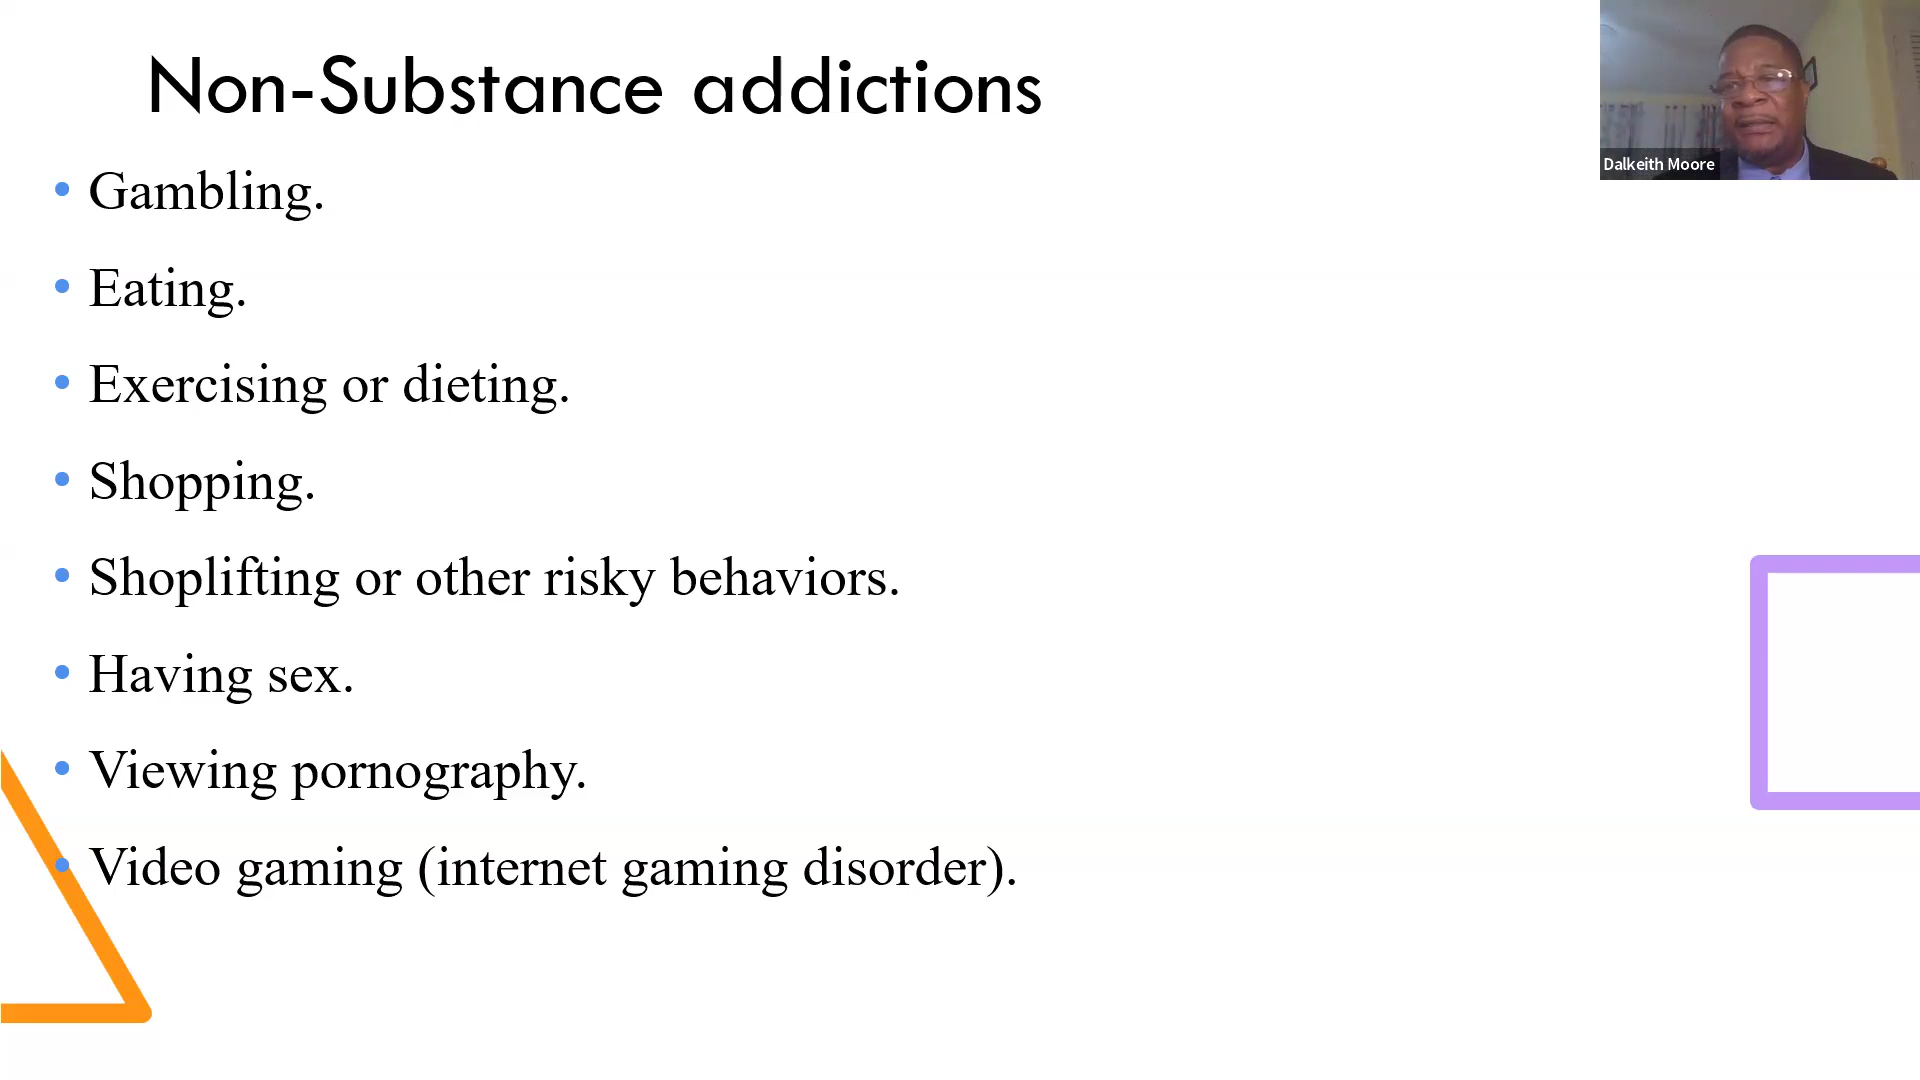 Non-Substance addictions
Dalkeith Moore
• Gambling.
• Eating.
• Exercising or dieting.
• Shopping.
• Shoplifting or other risky behaviors.
• Having sex.
• Viewing pornography.
• Video gaming (internet gaming disorder).